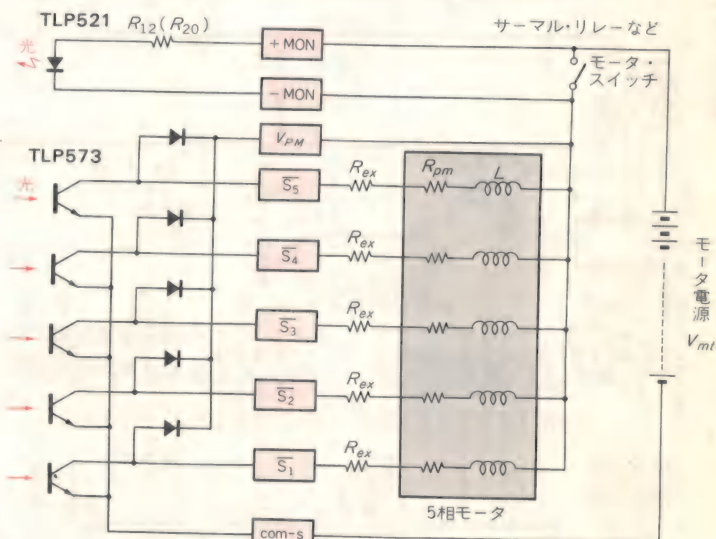 TLP521
R12(R20)
光
+MON
-MON
サーマル・リレーなど
モータ・
スイッチ
VPM
TLP573
光
S5
Rex
Rpm
L
S4
Rex
S3
Rex
S2
Rex
S1
Rex
モータ電源
Vmt
5相モータ
com-s